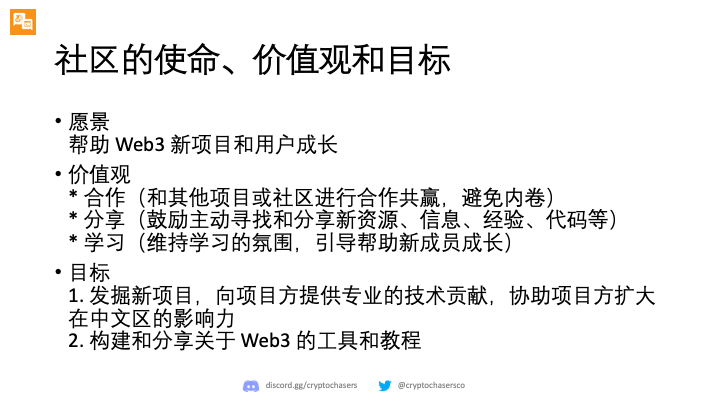 社区的使命、价值观和目标
• 愿景
帮助 Web3 新项目和用户成长
• 价值观
* 合作（和其他项目或社区进行合作共赢，避免内卷）
* 分享（鼓励主动寻找和分享新资源、信息、经验、代码等）
* 学习（维持学习的氛围，引导帮助新成员成长）
• 目标
1. 发掘新项目，向项目方提供专业的技术贡献，协助项目方扩大
在中文区的影响力
2. 构建和分享关于 Web3 的工具和教程
discord.gg/cryptochasers @cryptochasersco